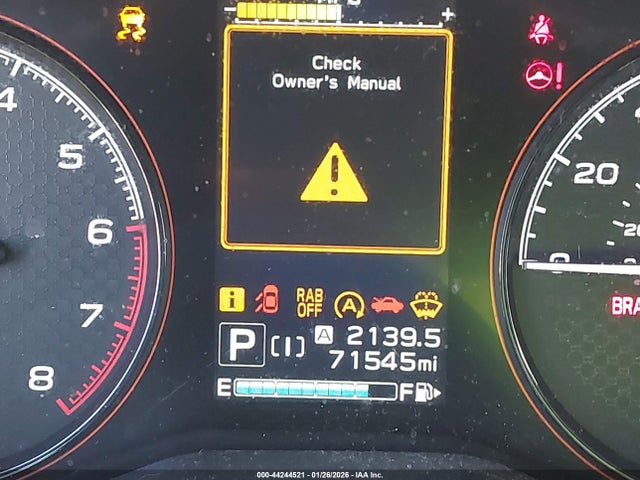 - +
Check
Owner's Manual
4
5
6
7
8
20
0
RAB
OFF
A
BRA
P [I] A 2139.5
71545mi
E F
000-44244521 - 01/26/2026 - IAA Inc.